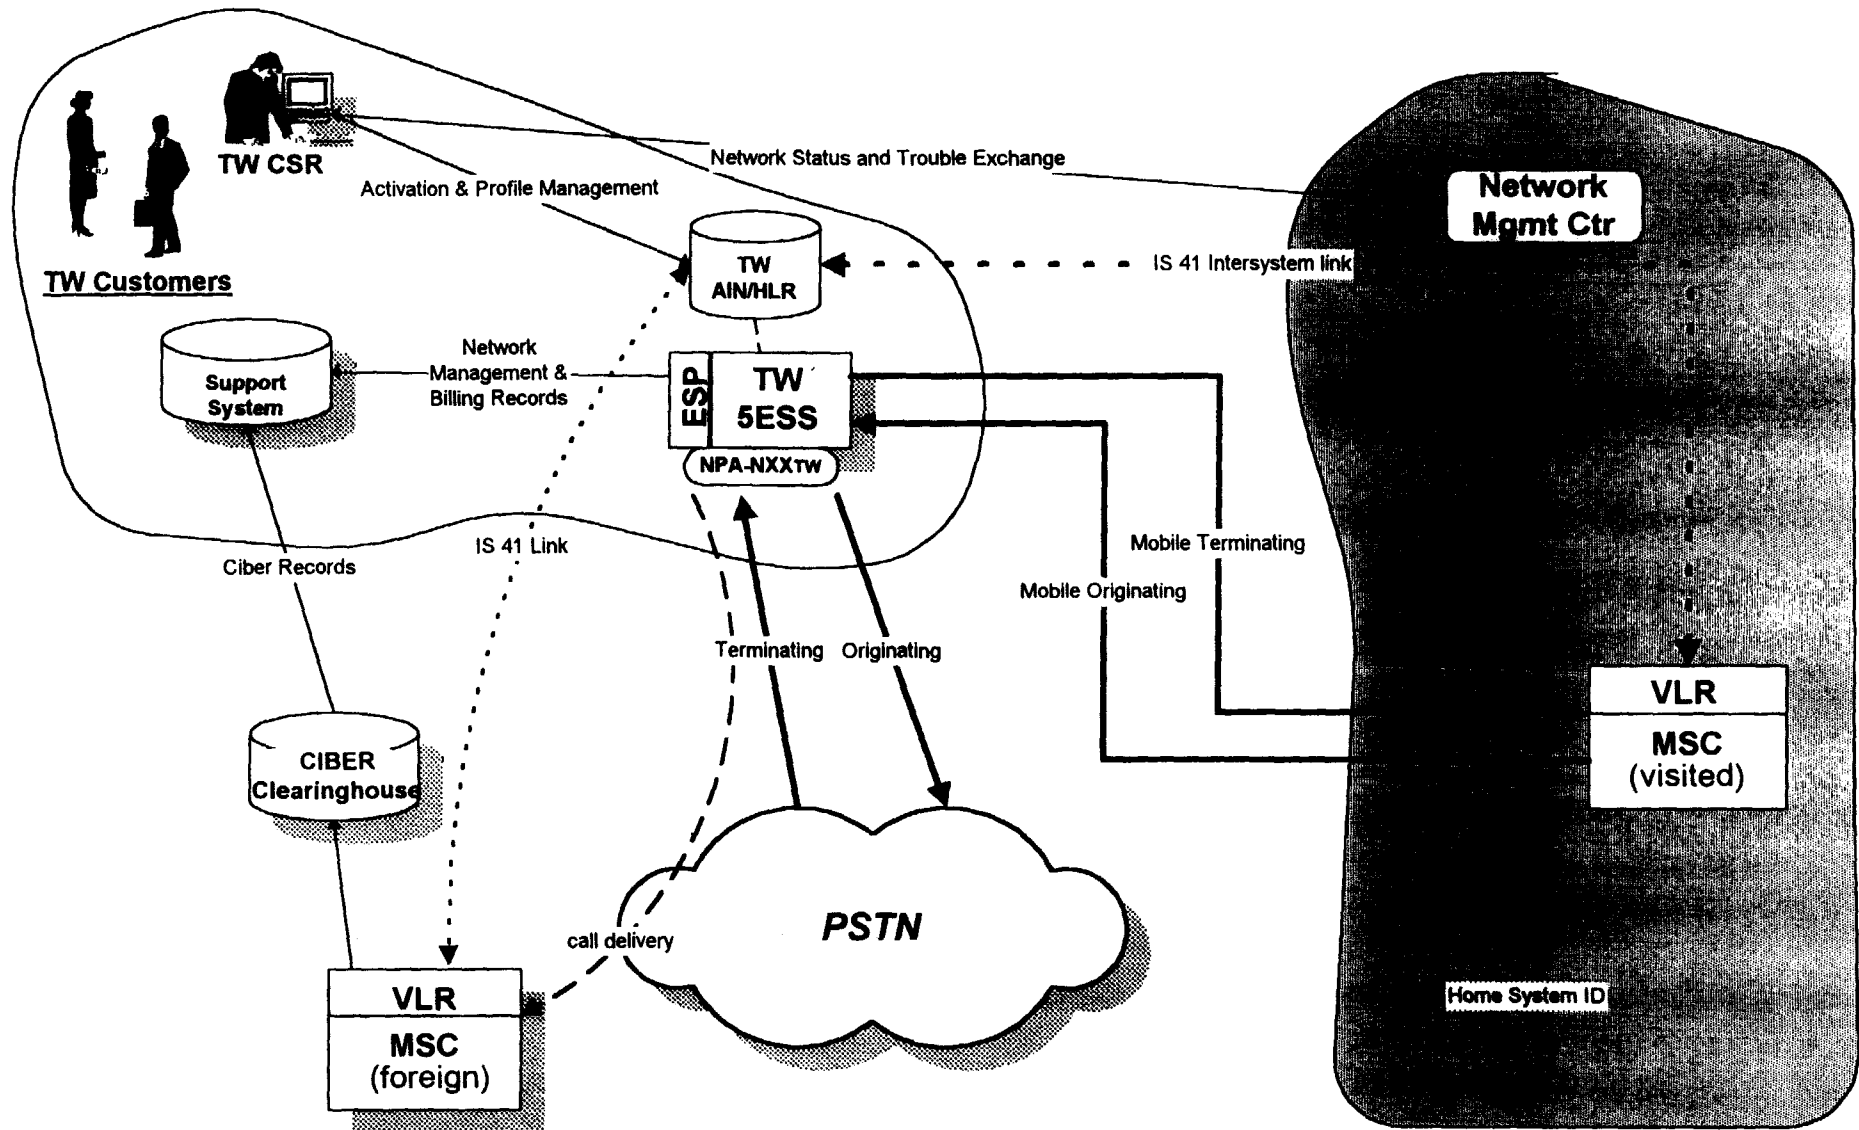 TW CSR
TW Customers
Network Status and Trouble Exchange
Activation & Profile Management
Network
Mgmt Ctr
TW
AIN/HLR
IS 41 Intersystem link
Support
System
Network
Management &
Billing Records
ESP
TW
5ESS
NPA-NXXTW
IS 41 Link
Ciber Records
Mobile Terminating
Mobile Originating
Terminating
Originating
VLR
MSC
(visited)
CIBER
Clearinghouse
PSTN
call delivery
Home System ID
VLR
MSC
(foreign)